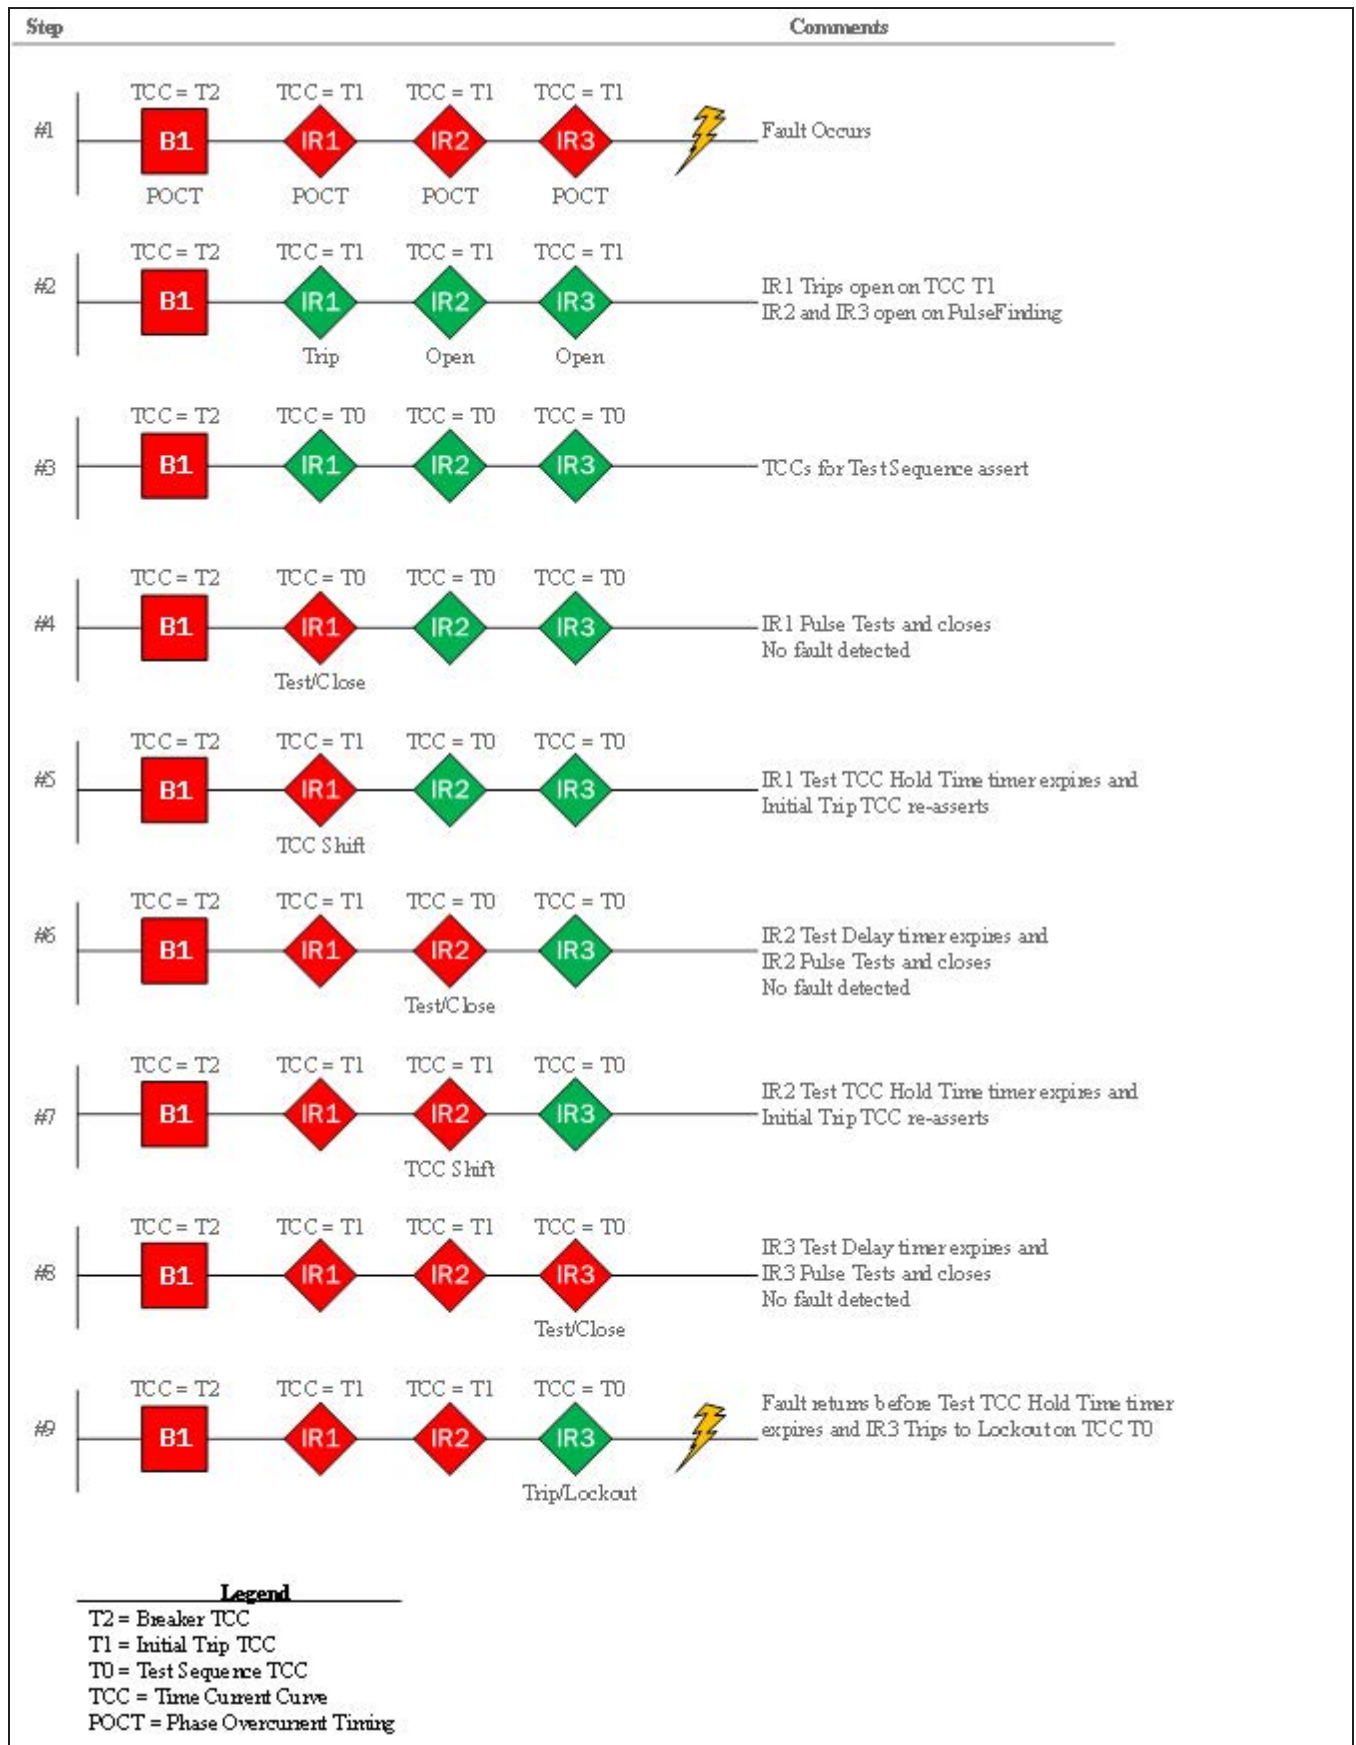 Step Comments
TCC = T2 TCC = T1 TCC = T1 TCC = T1
#1 B1 IR1 IR2 IR3 Fault Occurs
POCT POCT POCT POCT
TCC = T2 TCC = T1 TCC = T1 TCC = T1
#2 B1 IR1 IR2 IR3 IR1 Trips open on TCC T1
IR2 and IR3 open on PulseFinding
Trip Open Open
TCC = T2 TCC = T0 TCC = T0 TCC = T0
#3 B1 IR1 IR2 IR3 TCCs for Test Sequence assert
TCC = T2 TCC = T0 TCC = T0 TCC = T0
#4 B1 IR1 IR2 IR3 IR1 Pulse Tests and closes
No fault detected
Test/Close
TCC = T2 TCC = T1 TCC = T0 TCC = T0
#5 B1 IR1 IR2 IR3 IR1 Test TCC Hold Time timer expires and
Initial Trip TCC re-asserts
TCC Shift
TCC = T2 TCC = T1 TCC = T0 TCC = T0
#6 B1 IR1 IR2 IR3 IR2 Test Delay timer expires and
IR2 Pulse Tests and closes
No fault detected
Test/Close
TCC = T2 TCC = T1 TCC = T1 TCC = T0
#7 B1 IR1 IR2 IR3 IR2 Test TCC Hold Time timer expires and
Initial Trip TCC re-asserts
TCC Shift
TCC = T2 TCC = T1 TCC = T1 TCC = T0
#8 B1 IR1 IR2 IR3 IR3 Test Delay timer expires and
IR3 Pulse Tests and closes
No fault detected
Test/Close
TCC = T2 TCC = T1 TCC = T1 TCC = T0
#9 B1 IR1 IR2 IR3 Fault returns before Test TCC Hold Time timer
expires and IR3 Trips to Lockout on TCC T0
Trip/Lockout
Legend
T2 = Breaker TCC
T1 = Initial Trip TCC
T0 = Test Sequence TCC
TCC = Time Current Curve
POCT = Phase Overcurrent Timing